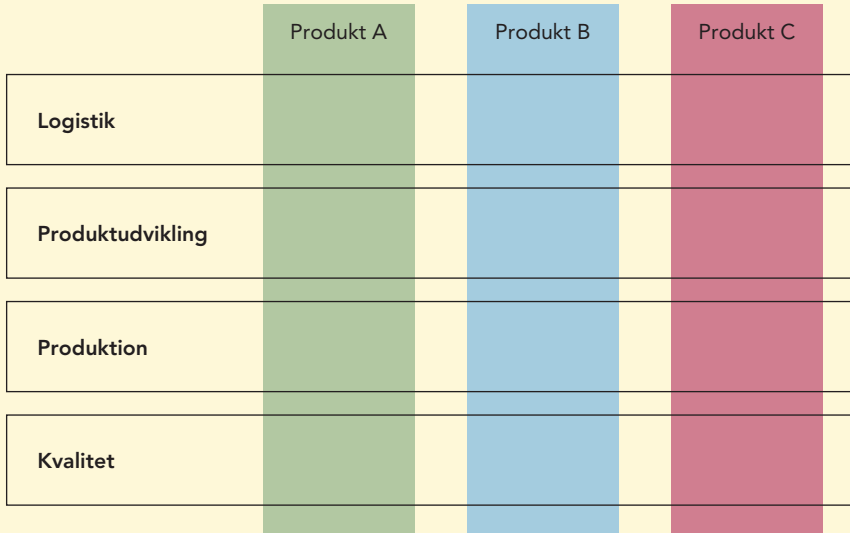 Produkt A
Produkt B
Produkt C
Logistik
Produktudvikling
Produktion
Kvalitet